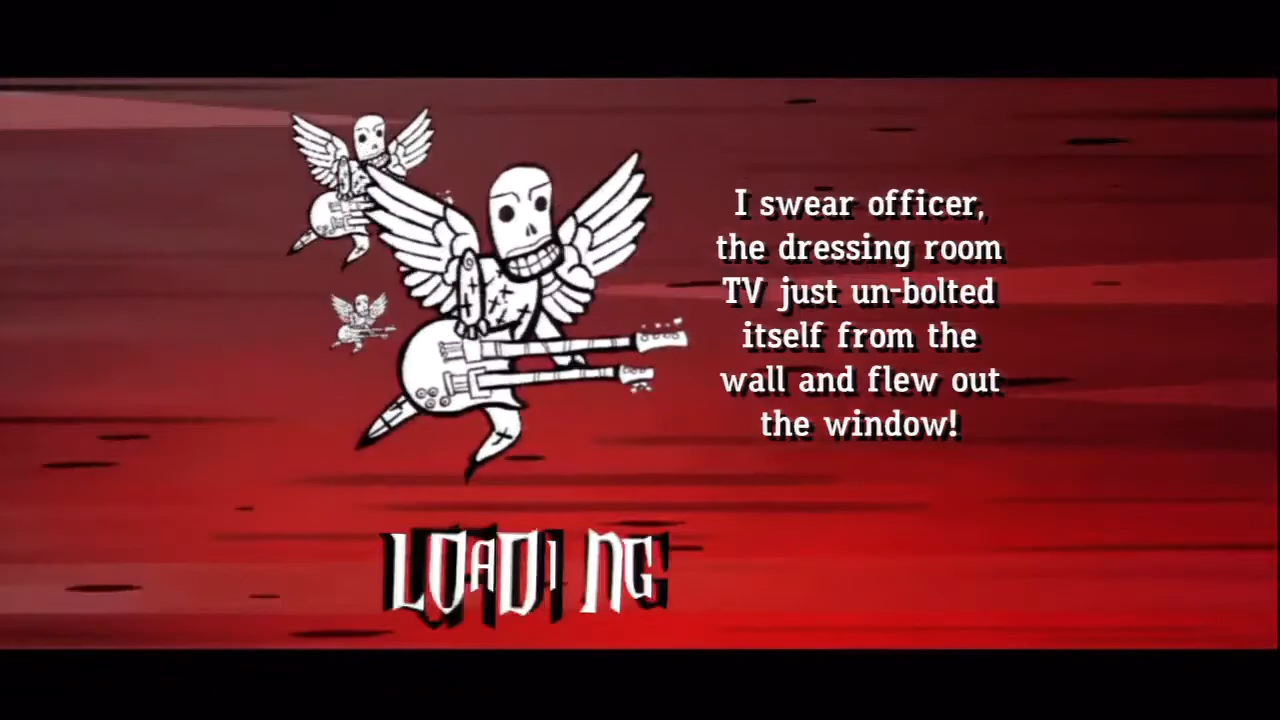 I swear officer,
the dressing room
TV just un-bolted
itself from the
wall and flew out
the window!
LOADING